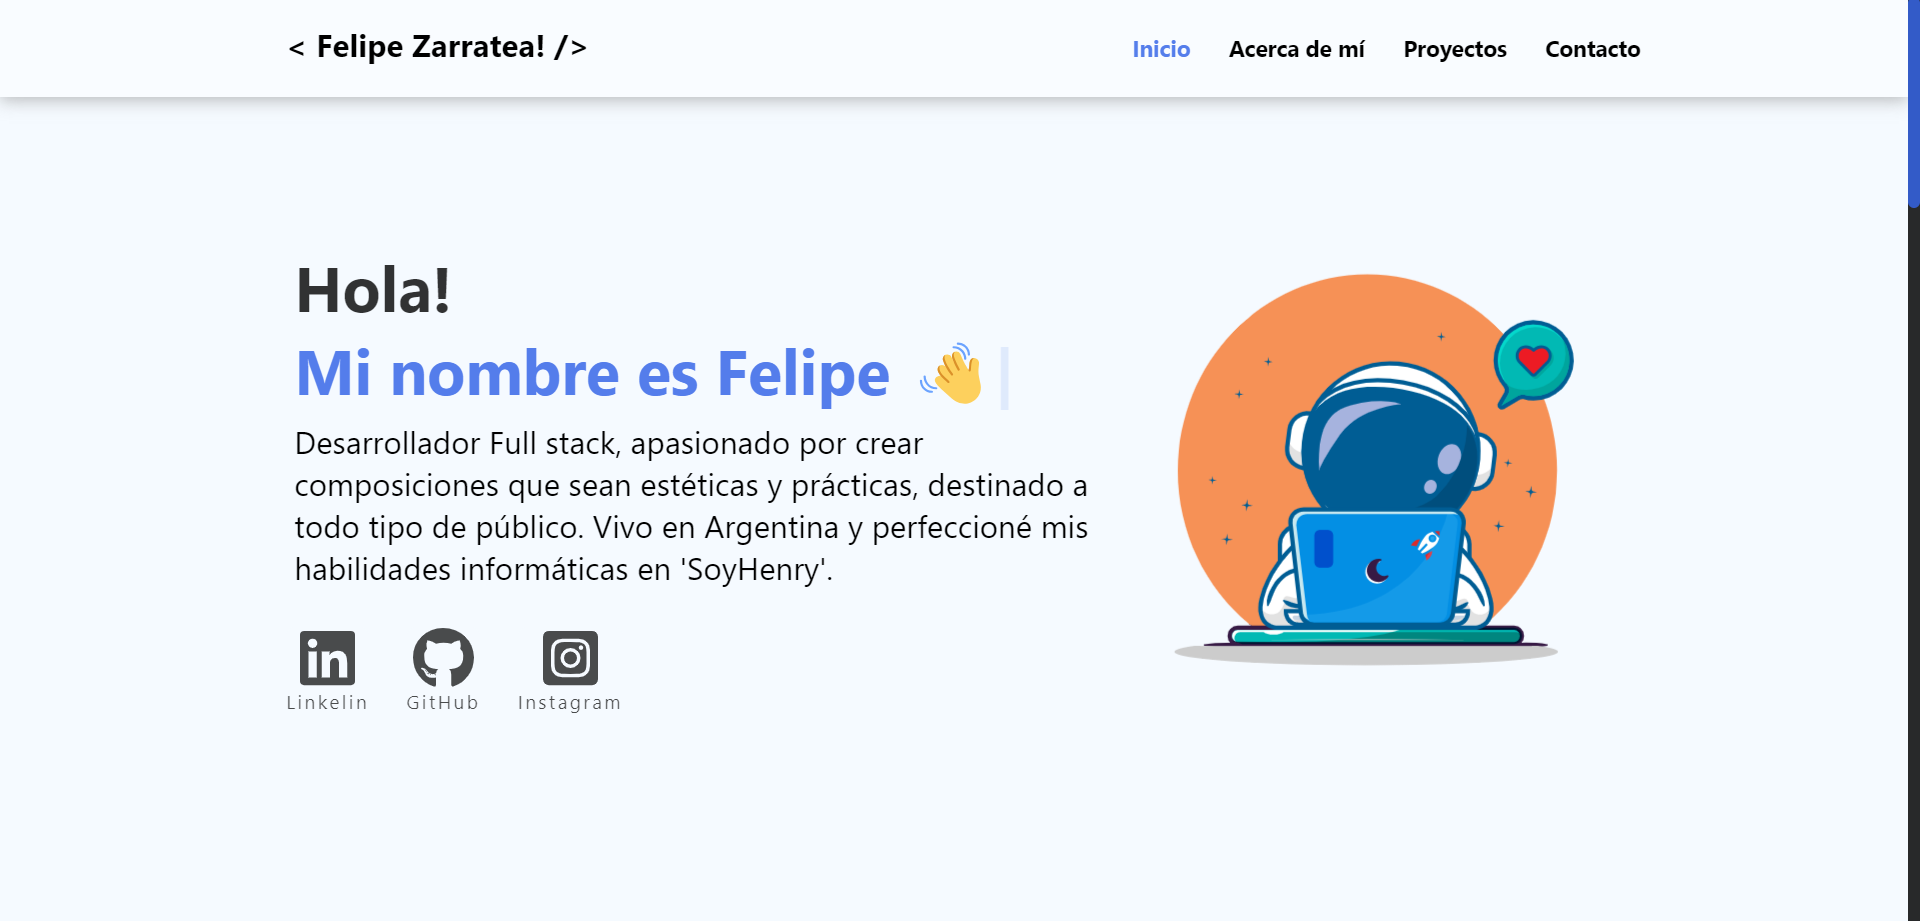 < Felipe Zarratea! />
Inicio Acerca de mí Proyectos Contacto
Hola!
Mi nombre es Felipe 👋
Desarrollador Full stack, apasionado por crear
composiciones que sean estéticas y prácticas, destinado a
todo tipo de público. Vivo en Argentina y perfeccioné mis
habilidades informáticas en 'SoyHenry'.
Linkelin GitHub Instagram